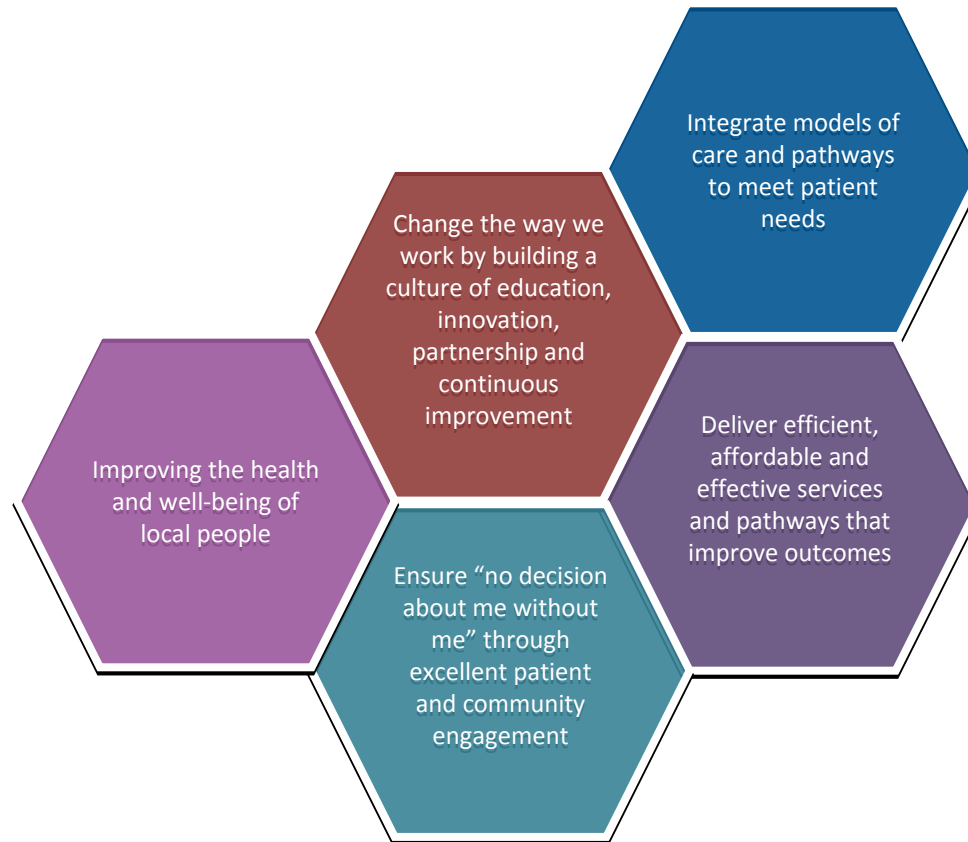 Integrate models of
care and pathways
to meet patient
needs
Change the way we
work by building a
culture of education,
innovation,
partnership and
continuous
improvement
Improving the health
and well-being of
local people
Deliver efficient,
affordable and
effective services
and pathways that
improve outcomes
Ensure “no decision
about me without
me” through
excellent patient
and community
engagement